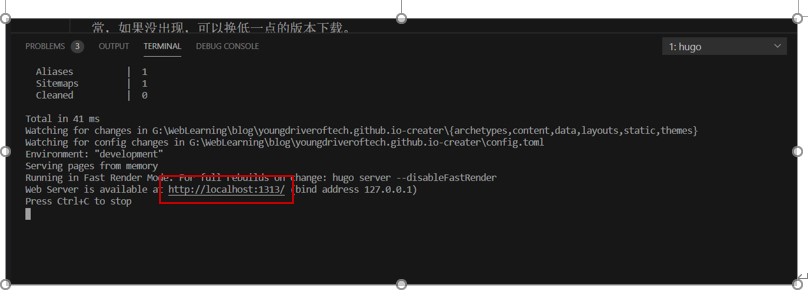 常，如果没出现，可以换低一点的版本下载。
PROBLEMS 3 OUTPUT TERMINAL DEBUG CONSOLE 1: hugo
Aliases | 1
Sitemaps | 1
Cleaned | 0
Total in 41 ms
Watching for changes in G:\WebLearning\blog\youngdriveroftech.github.io-creater\{archetypes,content,data,layouts,static,themes}
Watching for config changes in G:\WebLearning\blog\youngdriveroftech.github.io-creater\config.toml
Environment: "development"
Serving pages from memory
Running in Fast Render Mode. For full rebuilds on change: hugo server --disableFastRender
Web Server is available at http://localhost:1313/ (bind address 127.0.0.1)
Press Ctrl+C to stop